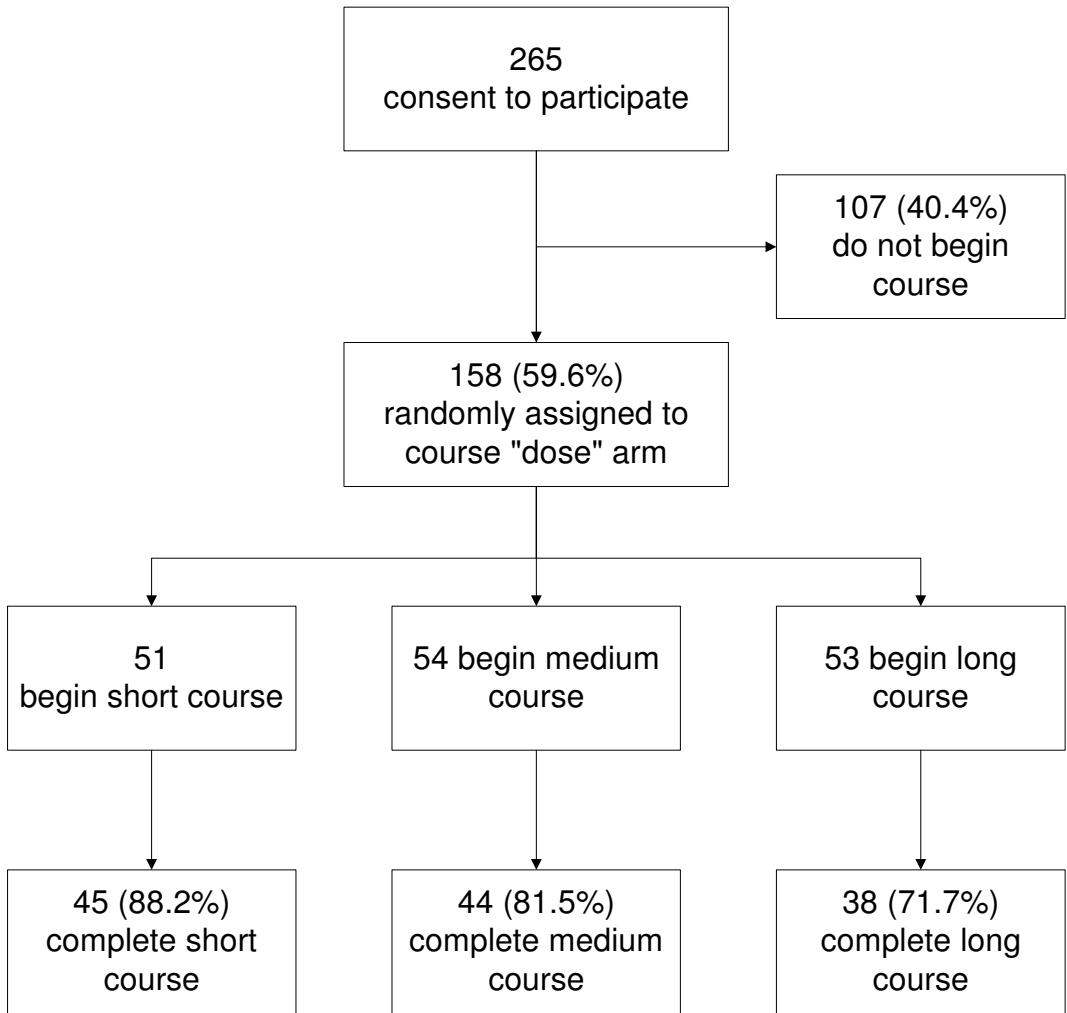 265
consent to participate
107 (40.4%)
do not begin
course
158 (59.6%)
randomly assigned to
course "dose" arm
51
begin short course
54 begin medium
course
53 begin long
course
45 (88.2%)
complete short
course
44 (81.5%)
complete medium
course
38 (71.7%)
complete long
course